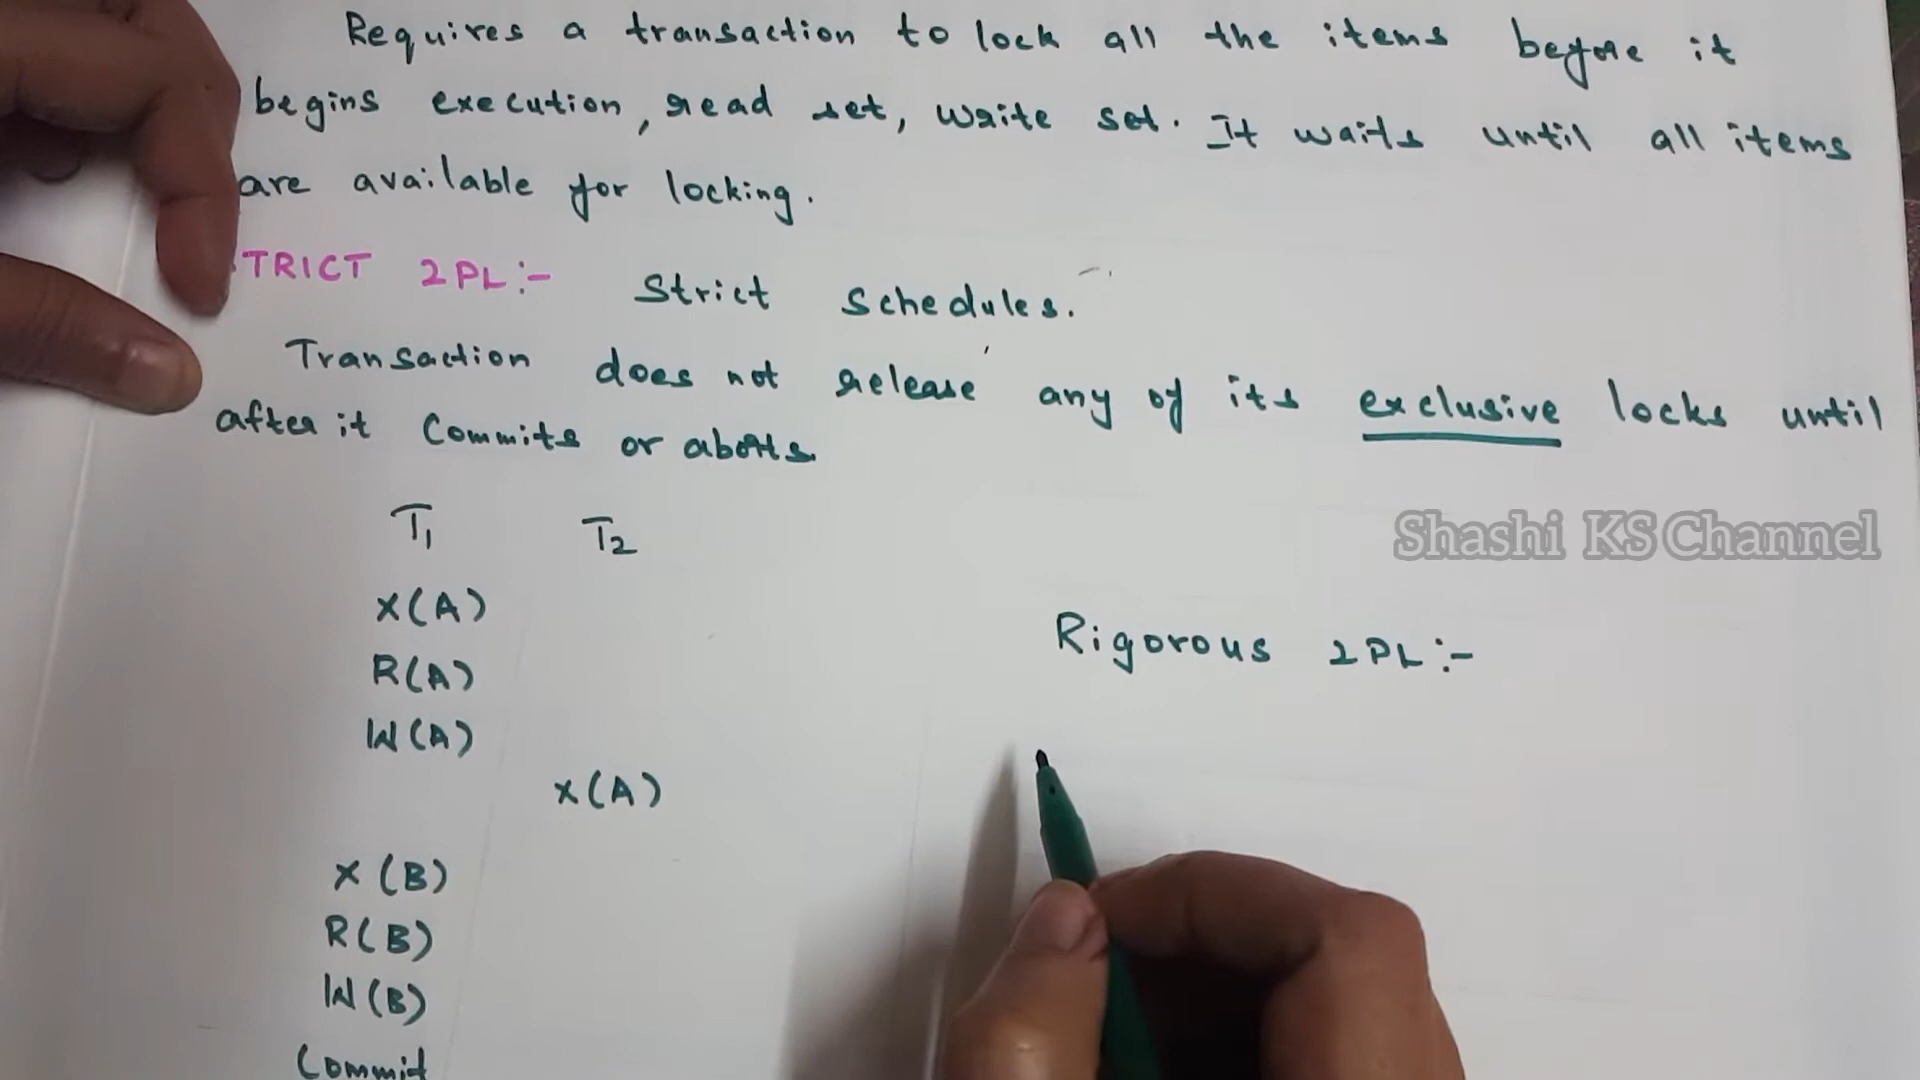 Requires a transaction to lock all the items before it
begins execution, read set, write set. It waits until all items
are available for locking.
TRICT 2PL:- Strict Schedules.
Transaction does not release any of its exclusive locks until
after it Commits or aborts.
T1 T2
X(A)
R(A)
W(A)
X(A)
X(B)
R(B)
W(B)
Commit
Shashi KS Channel
Rigorous 2PL:-